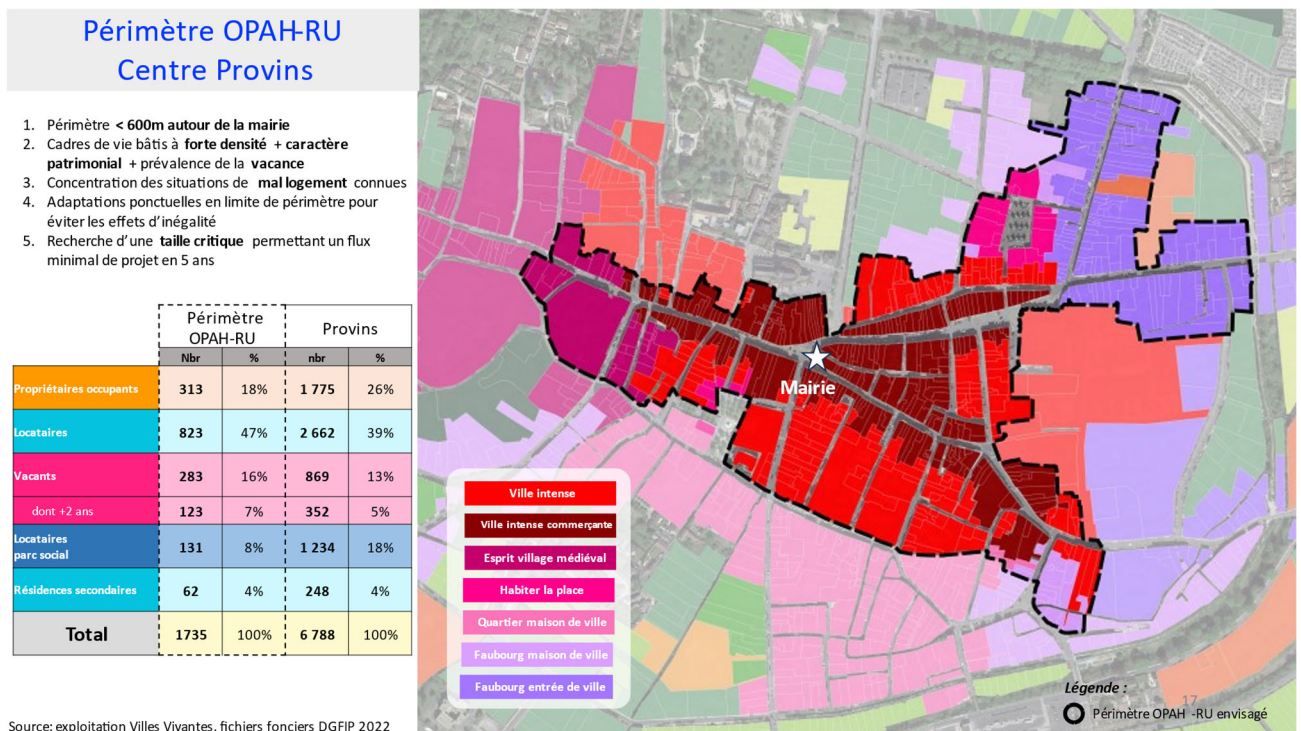 Périmètre OPAH-RU
Centre Provins
1. Périmètre < 600m autour de la mairie
2. Cadres de vie bâtis à forte densité + caractère
patrimonial + prévalence de la vacance
3. Concentration des situations de mal logement connues
4. Adaptations ponctuelles en limite de périmètre pour
éviter les effets d'inégalité
5. Recherche d'une taille critique permettant un flux
minimal de projet en 5 ans
Périmètre
OPAH-RU
Provins
Nbr % nbr %
Propriétaires occupants 313 18% 1 775 26%
Locataires 823 47% 2 662 39%
Vacants 283 16% 869 13%
dont +2 ans 123 7% 352 5%
Locataires
parc social 131 8% 1 234 18%
Résidences secondaires 62 4% 248 4%
Total 1735 100% 6 788 100%
Source: exploitation Villes Vivantes, fichiers fonciers DGFIP 2022
Mairie
Ville intense
Ville intense commerçante
Esprit village médiéval
Habiter la place
Quartier maison de ville
Faubourg maison de ville
Faubourg entrée de ville
Légende :
17
Périmètre OPAH -RU envisagé